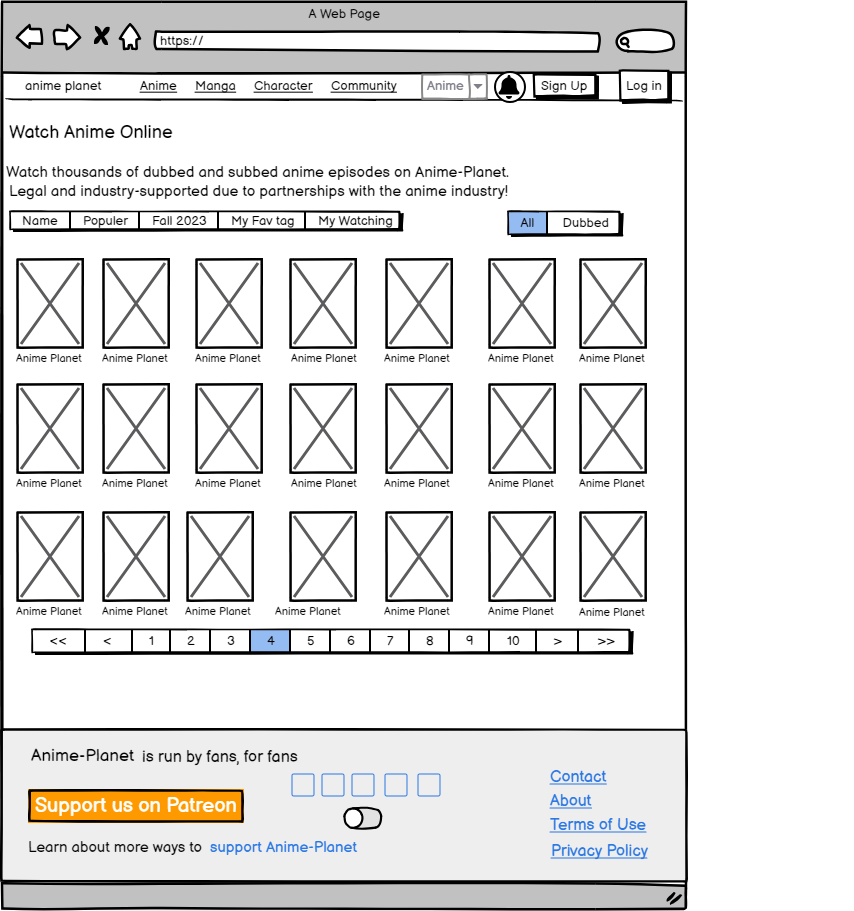 A Web Page
https://
anime planet Anime Manga Character Community Anime Sign Up Log in
Watch Anime Online
Watch thousands of dubbed and subbed anime episodes on Anime-Planet.
Legal and industry-supported due to partnerships with the anime industry!
Name Populer Fall 2023 My Fav tag My Watching All Dubbed
Anime Planet Anime Planet Anime Planet Anime Planet Anime Planet Anime Planet Anime Planet
Anime Planet Anime Planet Anime Planet Anime Planet Anime Planet Anime Planet Anime Planet
Anime Planet Anime Planet Anime Planet Anime Planet Anime Planet Anime Planet Anime Planet
<< < 1 2 3 4 5 6 7 8 9 10 > >>
Anime-Planet is run by fans, for fans
Contact
About
Support us on Patreon
Terms of Use
Learn about more ways to support Anime-Planet
Privacy Policy